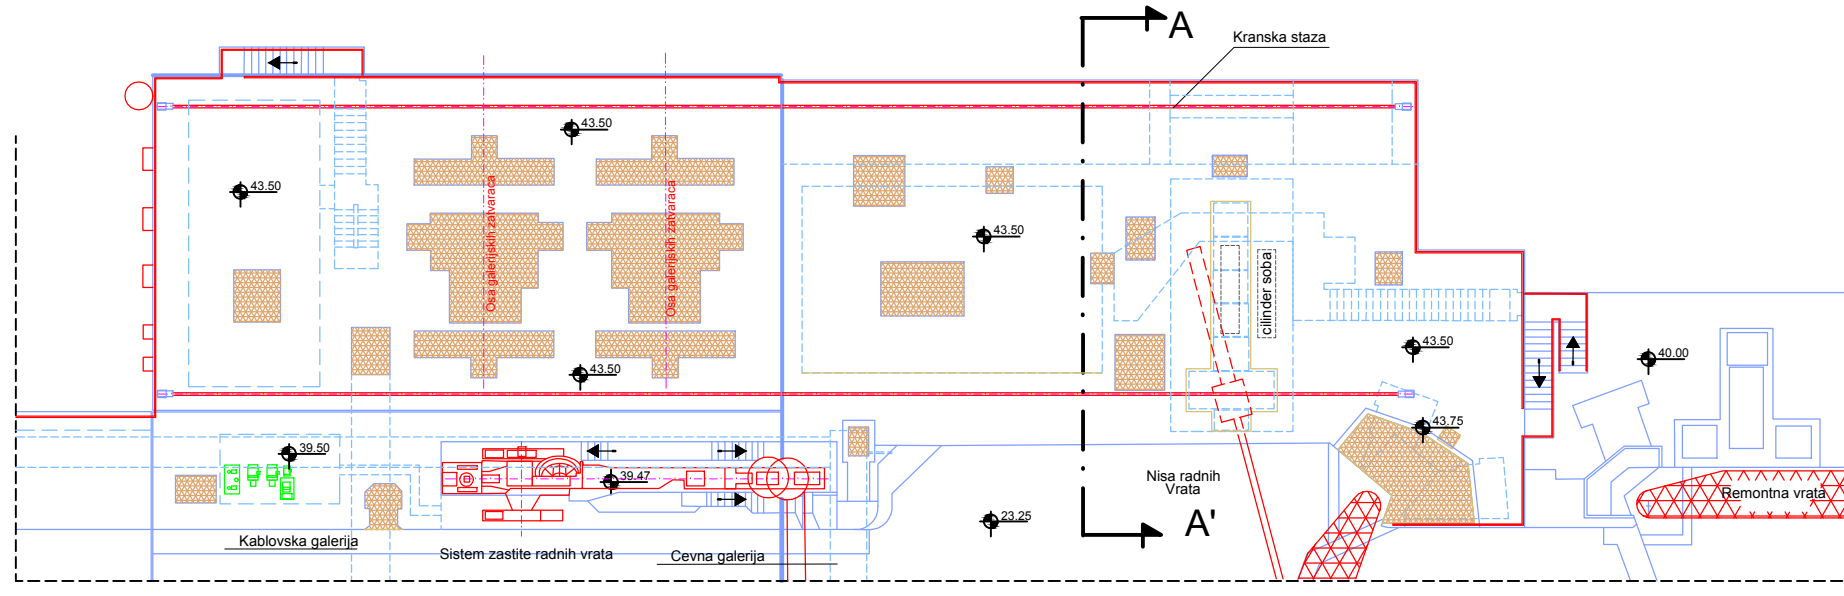 A
Kranska staza
43.50
43.50
Osa galerijskih zatvaraca
Osa galerijskih zatvaraca
43.50
cilinder soba
43.50
43.50
40.00
43.75
39.50
39.47
Nisa radnih
Vrata
Remontna vrata
23.25
A'
Kablovska galerija
Sistem zastite radnih vrata
Cevna galerija